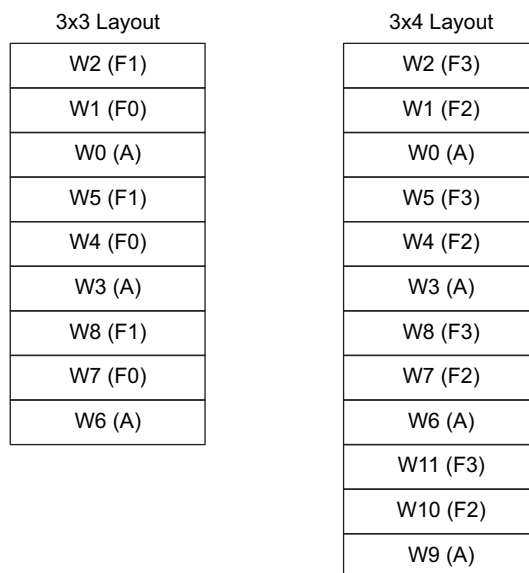 3x3 Layout
W2 (F1)
W1 (F0)
W0 (A)
W5 (F1)
W4 (F0)
W3 (A)
W8 (F1)
W7 (F0)
W6 (A)
3x4 Layout
W2 (F3)
W1 (F2)
W0 (A)
W5 (F3)
W4 (F2)
W3 (A)
W8 (F3)
W7 (F2)
W6 (A)
W11 (F3)
W10 (F2)
W9 (A)